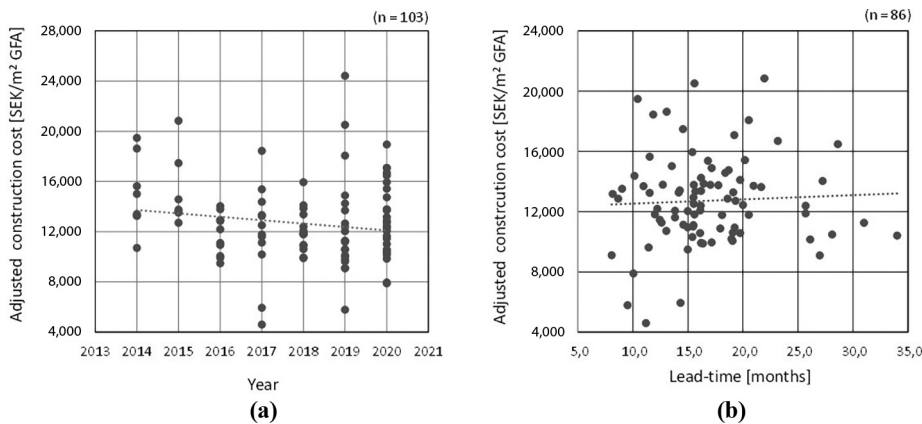 (n = 103)
Adjusted construction cost [SEK/m² GFA]
28,000
24,000
20,000
16,000
12,000
8,000
4,000
2013 2014 2015 2016 2017 2018 2019 2020 2021
Year
(a)
(n = 86)
Adjusted constrcution cost [SEK/m² GFA]
24,000
20,000
16,000
12,000
8,000
4,000
5,0 10,0 15,0 20,0 25,0 30,0 35,0
Lead-time [months]
(b)